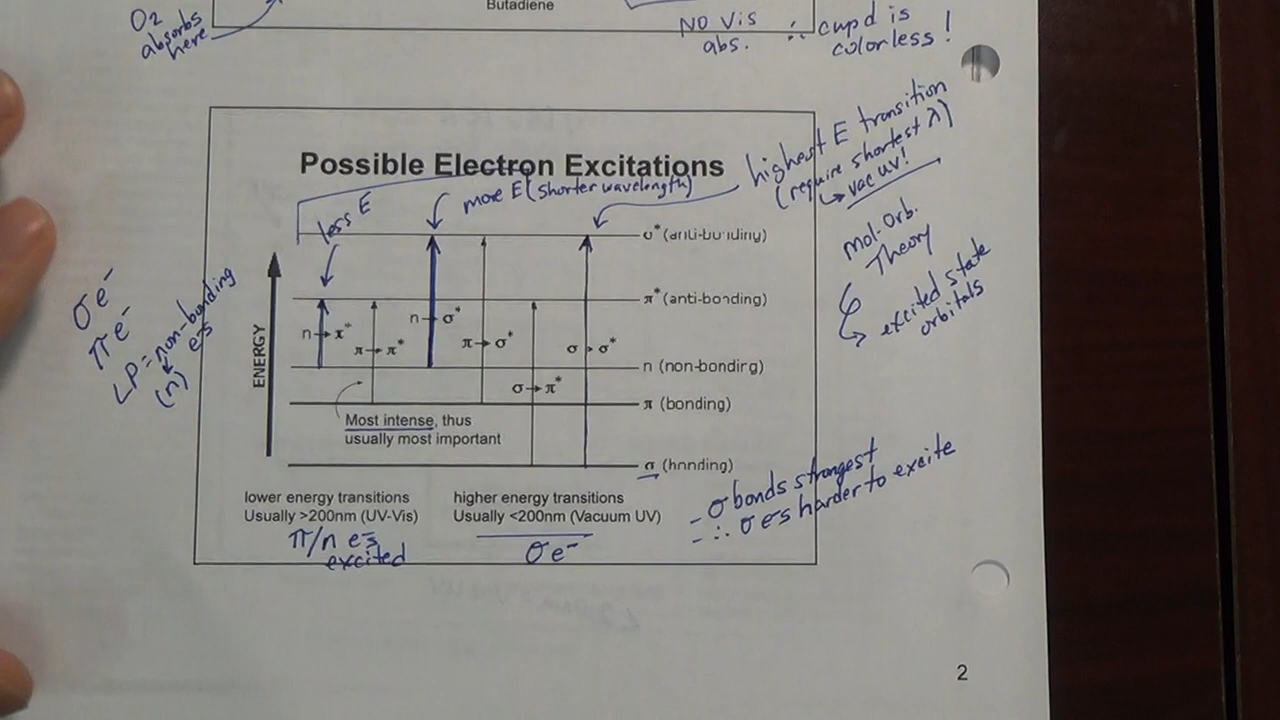 Butadiene
O2
absorbs
here
NO Vis
abs.
∴ cmpd is
colorless!
Possible Electron Excitations
highest E transition
(require shortest λ)
↳ vac uv!
less E
more E (shorter wavelength)
σ* (anti-bonding)
mol. Orb.
Theory
↳ excited state
orbitals
π* (anti-bonding)
σ e-
π e-
LP = non-bonding
(n) e-s
ENERGY
n→π*
π→π*
n→σ*
π→σ*
σ→π*
σ→σ*
n (non-bonding)
π (bonding)
Most intense, thus
usually most important
σ (bonding)
- σ bonds strongest
- ∴ σ e-s harder to excite
lower energy transitions
Usually >200nm (UV-Vis)
π/n e-s
excited
higher energy transitions
Usually <200nm (Vacuum UV)
σ e-
2